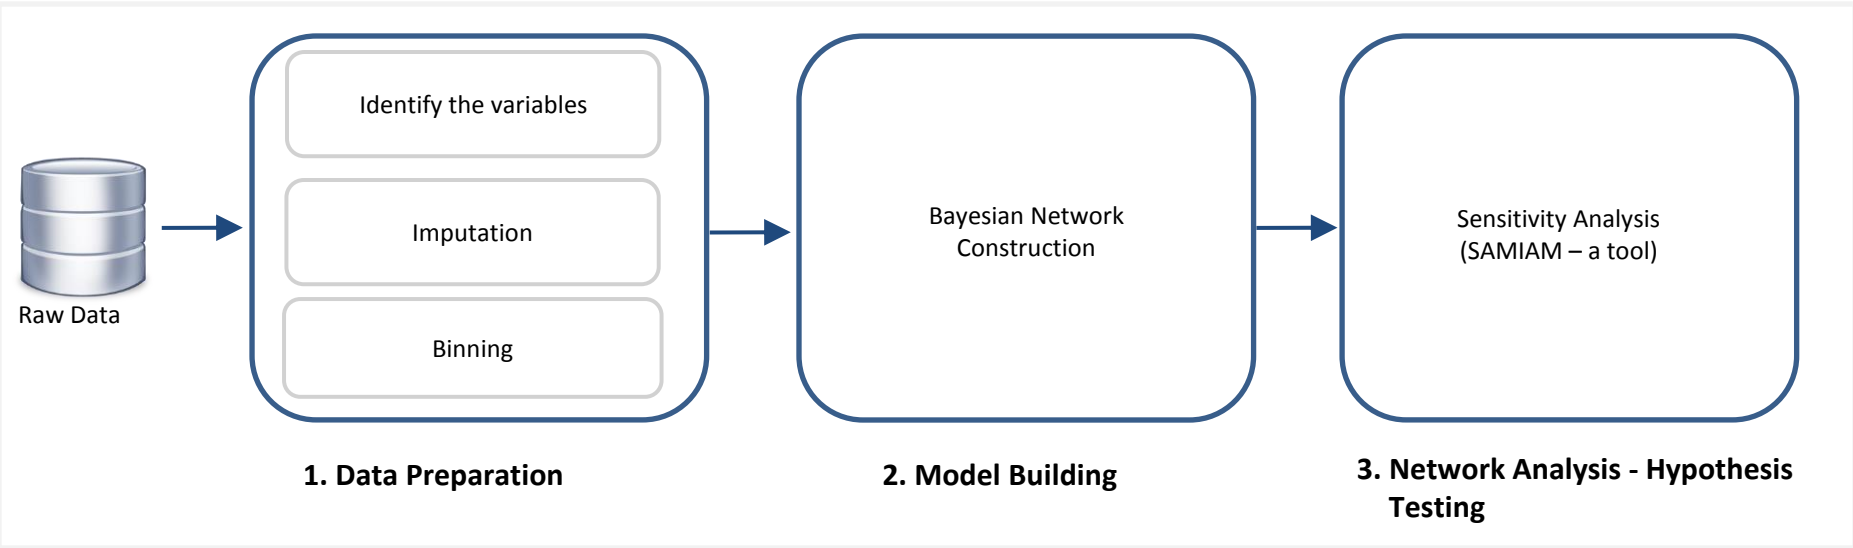 Raw Data
Identify the variables
Imputation
Binning
1. Data Preparation
Bayesian Network
Construction
2. Model Building
Sensitivity Analysis
(SAMIAM – a tool)
3. Network Analysis - Hypothesis
Testing